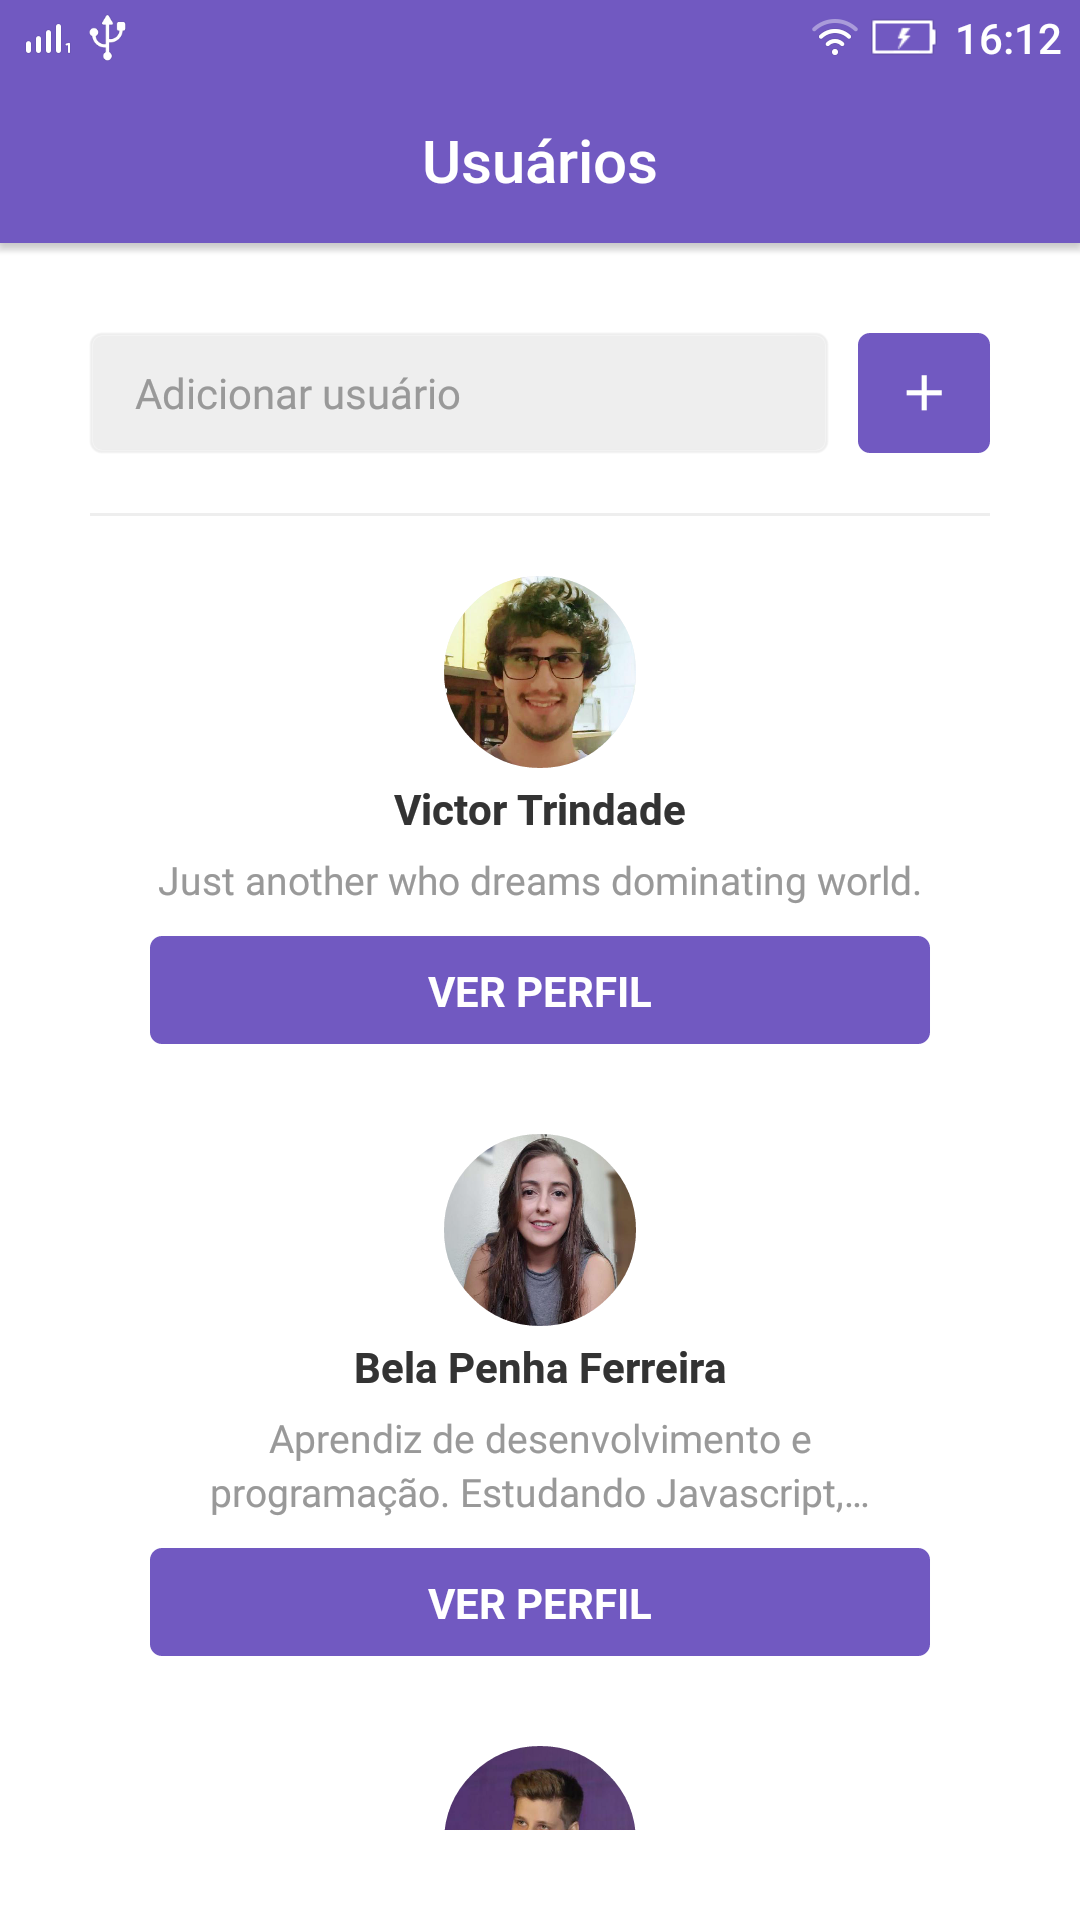 1 16:12
Usuários
Adicionar usuário
+
Victor Trindade
Just another who dreams dominating world.
VER PERFIL
Bela Penha Ferreira
Aprendiz de desenvolvimento e
programação. Estudando Javascript,…
VER PERFIL